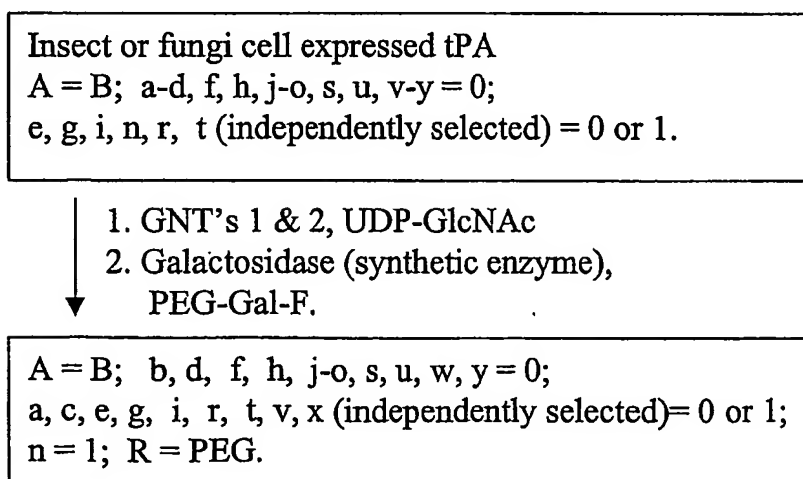 Insect or fungi cell expressed tPA
A = B; a-d, f, h, j-o, s, u, v-y = 0;
e, g, i, n, r, t (independently selected) = 0 or 1.
1. GNT's 1 & 2, UDP-GlcNAc
2. Galactosidase (synthetic enzyme),
PEG-Gal-F.
A = B; b, d, f, h, j-o, s, u, w, y = 0;
a, c, e, g, i, r, t, v, x (independently selected)= 0 or 1;
n = 1; R = PEG.